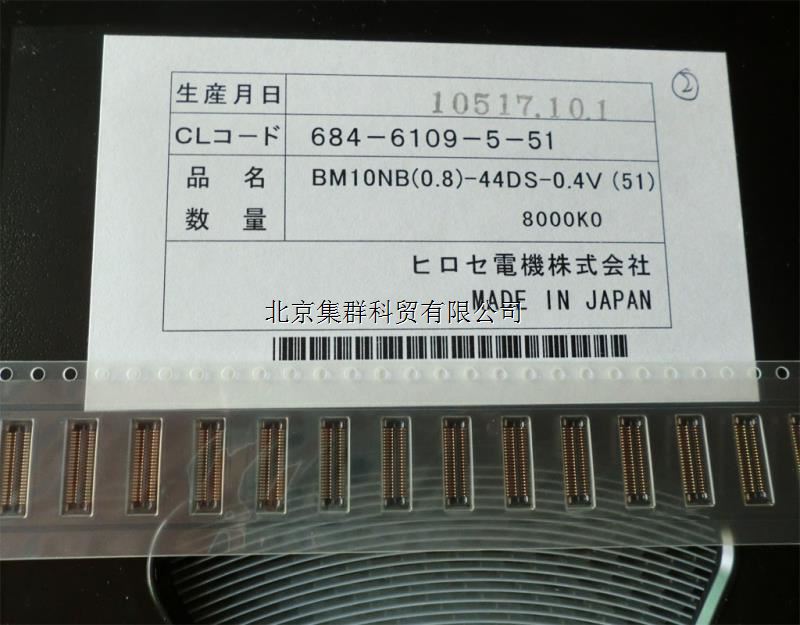 ②
生産月日 10517.10.1
CLコード 684-6109-5-51
品名 BM10NB(0.8)-44DS-0.4V (51)
数量 8000K0
ヒロセ電機株式会社
MADE IN JAPAN
北京集群科贸有限公司